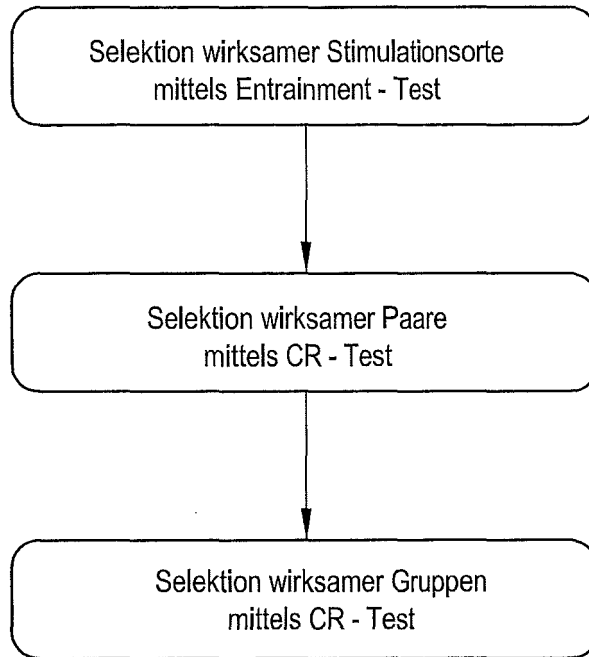 Selektion wirksamer Stimulationsorte
mittels Entrainment - Test
Selektion wirksamer Paare
mittels CR - Test
Selektion wirksamer Gruppen
mittels CR - Test